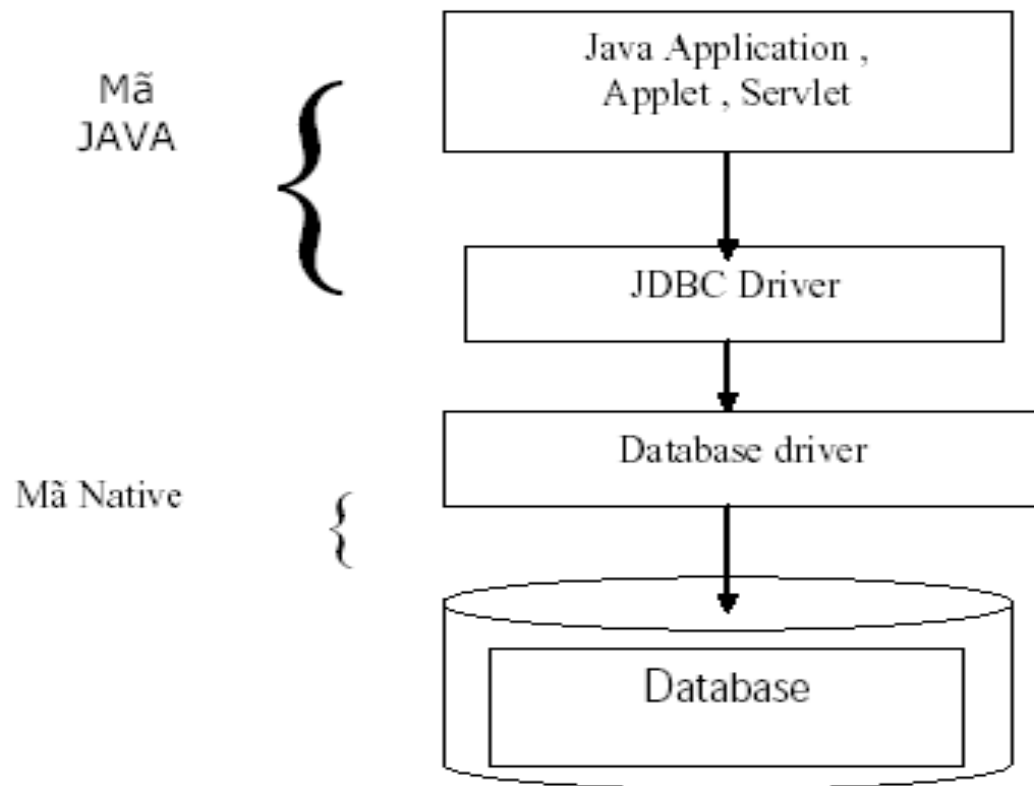 Mã
JAVA
Java Application ,
Applet , Servlet
JDBC Driver
Database driver
Mã Native
Database